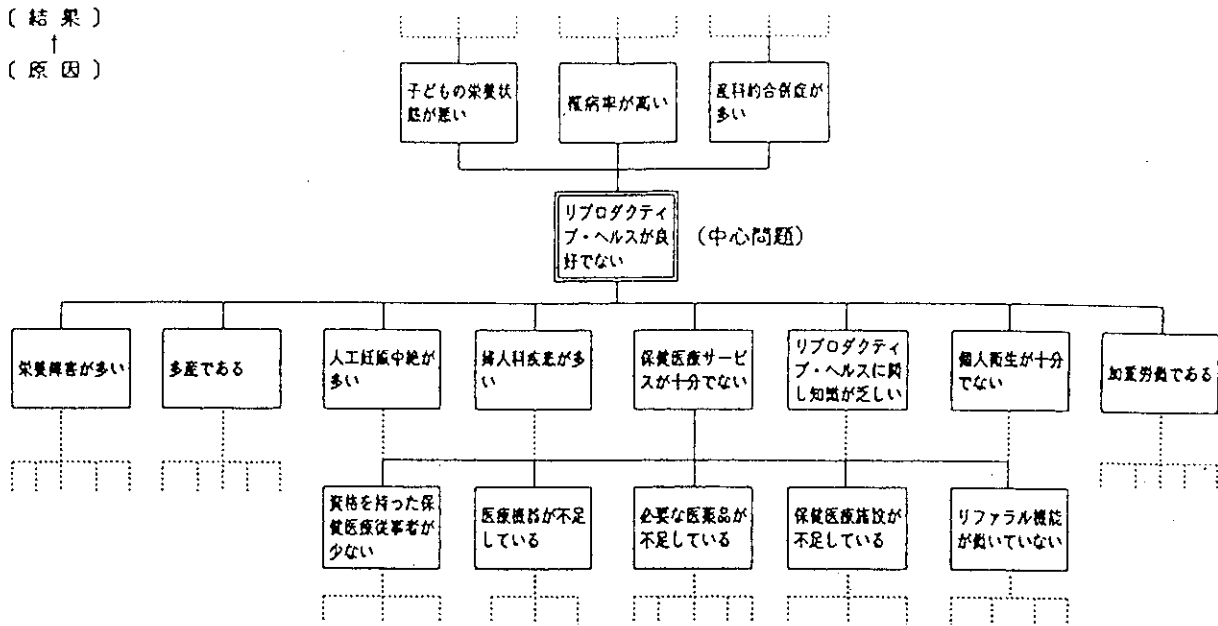 〔結果〕
↑
〔原因〕
子どもの栄養状
態が悪い
罹病率が高い
産科的合併症が
多い
リプロダクティ
ブ・ヘルスが良
好でない
(中心問題)
栄養障害が多い
多産である
人工妊娠中絶が
多い
婦人科疾患が多
い
保健医療サービ
スが十分でない
リプロダクティ
ブ・ヘルスに関
し知識が乏しい
個人衛生が十分
でない
加重労働である
資格を持った保
健医療従事者が
少ない
医療機器が不足
している
必要な医薬品が
不足している
保健医療施設が
不足している
リファラル機能
が働いていない